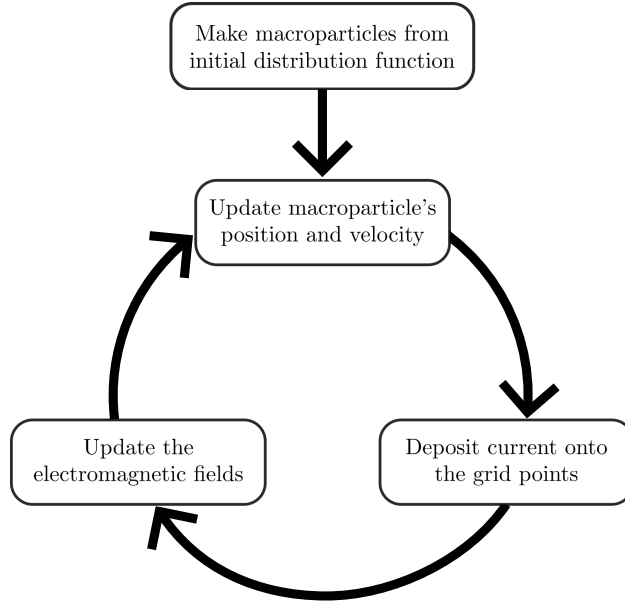 Make macroparticles from
initial distribution function
Update macroparticle's
position and velocity
Update the
electromagnetic fields
Deposit current onto
the grid points